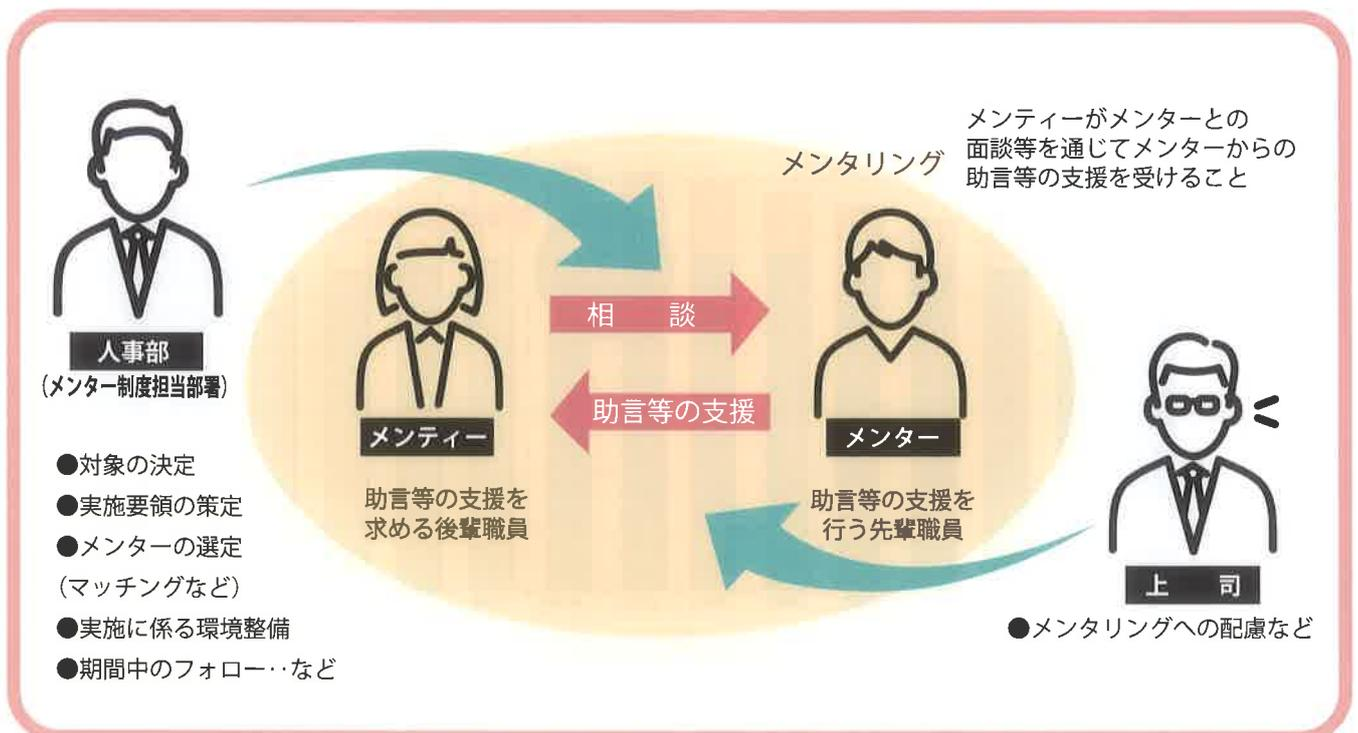 メンタリング
メンティーがメンターとの
面談等を通じてメンターからの
助言等の支援を受けること
人事部
(メンター制度担当部署)
●対象の決定
●実施要領の策定
●メンターの選定
(マッチングなど)
●実施に係る環境整備
●期間中のフォロー‥など
相　談
助言等の支援
メンティー
助言等の支援を
求める後輩職員
メンター
助言等の支援を
行う先輩職員
上　司
●メンタリングへの配慮など